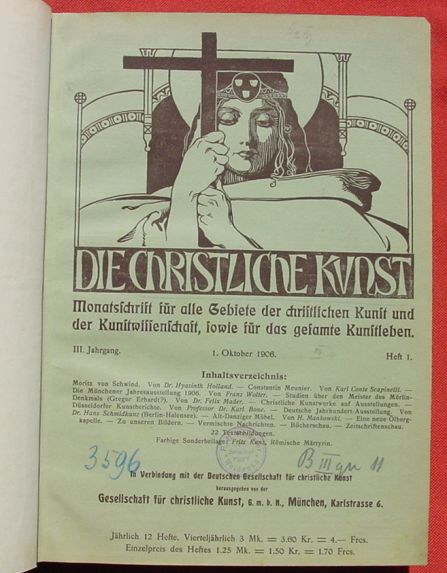 DIE CHRISTLICHE KUNST
Monatsschrift für alle Gebiete der christlichen Kunst und
der Kunstwissenschaft, sowie für das gesamte Kunstleben.
III. Jahrgang. 1. Oktober 1906. Heft 1.
Inhaltsverzeichnis:
Moritz von Schwind. Von Dr. Hyazinth Holland. — Constantin Meunier. Von Karl Conte Scapinelli. —
Die Münchener Jahresausstellung 1906. Von Franz Wolter. — Studien über den Meister des Mörlin-
Denkmals (Gregor Erhardt?). Von Dr. Fritz Mader. — Christliche Kunstwerke auf Ausstellungen. —
Düsseldorfer Kunstberichte. Von Professor Dr. Karl Bone. — Deutsche Jahrhundert-Ausstellung. Von
Dr. Hans Schmidkunz (Berlin-Halensee). — Alt-Danziger Möbel. Von H. Mankowski. — Eine neue Ölberg-
kapelle. — Zu unseren Bildern. — Vermischte Nachrichten. — Bücherschau. — Zeitschriftenschau.
22 Textabbildungen.
Farbige Sonderbeilage: Fritz Kunz, Römische Märtyrin.
3596
B III 11
In Verbindung mit der Deutschen Gesellschaft für christliche Kunst
herausgegeben von der
Gesellschaft für christliche Kunst, G. m. b. H., München, Karlstrasse 6.
Jährlich 12 Hefte. Vierteljährlich 3 Mk. = 3.60 Kr. = 4.— Frcs.
Einzelpreis des Heftes 1.25 Mk. = 1.50 Kr. = 1.70 Frcs.